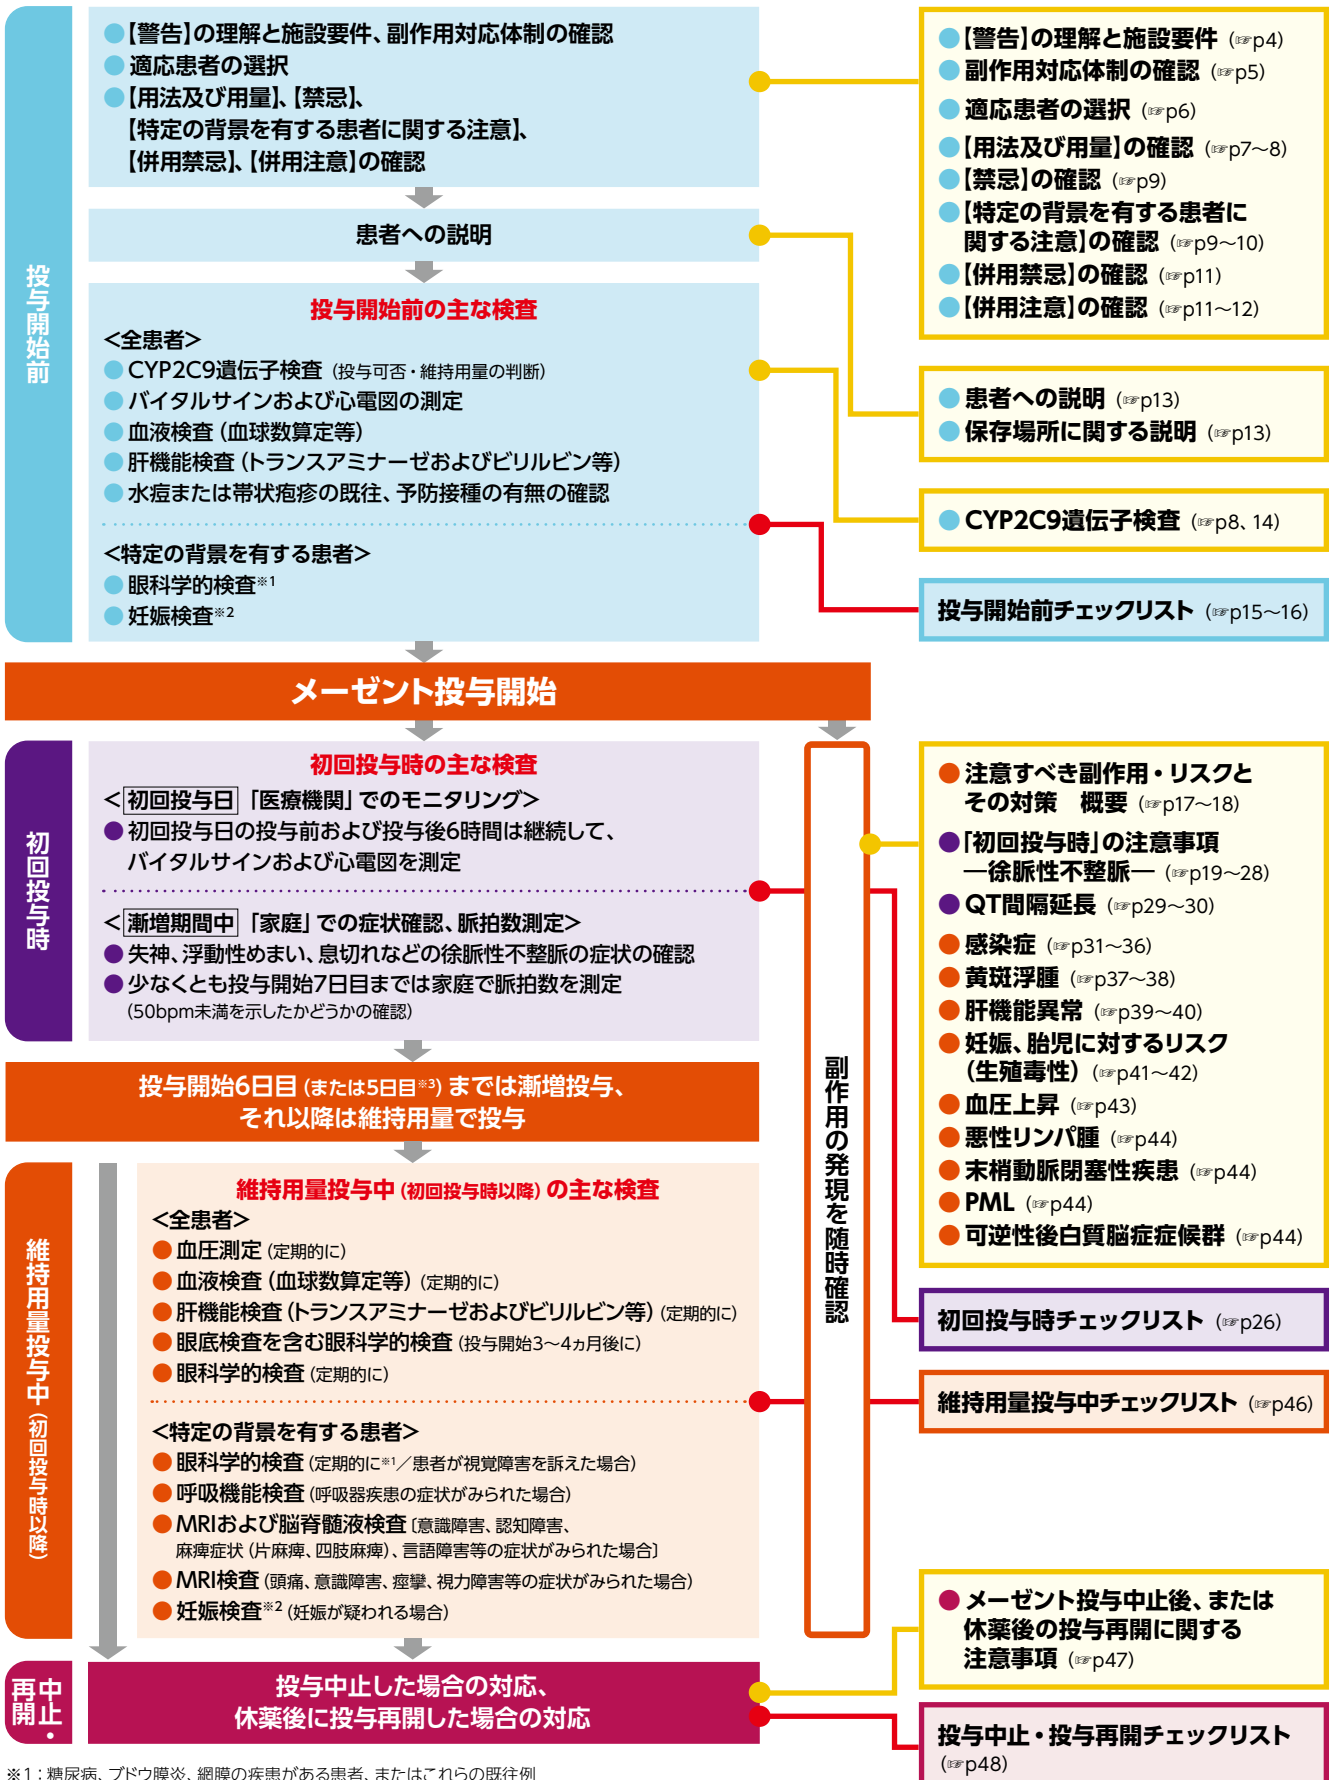 投与開始前
●【警告】の理解と施設要件、副作用対応体制の確認
●適応患者の選択
●【用法及び用量】、【禁忌】、
【特定の背景を有する患者に関する注意】、
【併用禁忌】、【併用注意】の確認
患者への説明
投与開始前の主な検査
<全患者>
●CYP2C9遺伝子検査（投与可否・維持用量の判断）
●バイタルサインおよび心電図の測定
●血液検査（血球数算定等）
●肝機能検査（トランスアミナーゼおよびビリルビン等）
●水痘または帯状疱疹の既往、予防接種の有無の確認
<特定の背景を有する患者>
●眼科学的検査※1
●妊娠検査※2
●【警告】の理解と施設要件（☞p4）
●副作用対応体制の確認（☞p5）
●適応患者の選択（☞p6）
●【用法及び用量】の確認（☞p7～8）
●【禁忌】の確認（☞p9）
●【特定の背景を有する患者に
関する注意】の確認（☞p9～10）
●【併用禁忌】の確認（☞p11）
●【併用注意】の確認（☞p11～12）
●患者への説明（☞p13）
●保存場所に関する説明（☞p13）
●CYP2C9遺伝子検査（☞p8、14）
投与開始前チェックリスト（☞p15～16）
メーゼント投与開始
初回投与時
初回投与時の主な検査
<初回投与日「医療機関」でのモニタリング>
●初回投与日の投与前および投与後6時間は継続して、
バイタルサインおよび心電図を測定
<漸増期間中「家庭」での症状確認、脈拍数測定>
●失神、浮動性めまい、息切れなどの徐脈性不整脈の症状の確認
●少なくとも投与開始7日目までは家庭で脈拍数を測定
（50bpm未満を示したかどうかの確認）
投与開始6日目（または5日目※3）までは漸増投与、
それ以降は維持用量で投与
維持用量投与中（初回投与時以降）
維持用量投与中（初回投与時以降）の主な検査
<全患者>
●血圧測定（定期的に）
●血液検査（血球数算定等）（定期的に）
●肝機能検査（トランスアミナーゼおよびビリルビン等）（定期的に）
●眼底検査を含む眼科学的検査（投与開始3～4ヵ月後に）
●眼科学的検査（定期的に）
<特定の背景を有する患者>
●眼科学的検査（定期的に※1／患者が視覚障害を訴えた場合）
●呼吸機能検査（呼吸器疾患の症状がみられた場合）
●MRIおよび脳脊髄液検査〔意識障害、認知障害、
麻痺症状（片麻痺、四肢麻痺）、言語障害等の症状がみられた場合〕
●MRI検査（頭痛、意識障害、痙攣、視力障害等の症状がみられた場合）
●妊娠検査※2（妊娠が疑われる場合）
副作用の発現を随時確認
●注意すべき副作用・リスクと
その対策　概要（☞p17～18）
●「初回投与時」の注意事項
―徐脈性不整脈―（☞p19～28）
●QT間隔延長（☞p29～30）
●感染症（☞p31～36）
●黄斑浮腫（☞p37～38）
●肝機能異常（☞p39～40）
●妊娠、胎児に対するリスク
（生殖毒性）（☞p41～42）
●血圧上昇（☞p43）
●悪性リンパ腫（☞p44）
●末梢動脈閉塞性疾患（☞p44）
●PML（☞p44）
●可逆性後白質脳症症候群（☞p44）
初回投与時チェックリスト（☞p26）
維持用量投与中チェックリスト（☞p46）
中止・再開
投与中止した場合の対応、
休薬後に投与再開した場合の対応
●メーゼント投与中止後、または
休薬後の投与再開に関する
注意事項（☞p47）
投与中止・投与再開チェックリスト
（☞p48）
※1：糖尿病、ブドウ膜炎、網膜の疾患がある患者、またはこれらの既往例